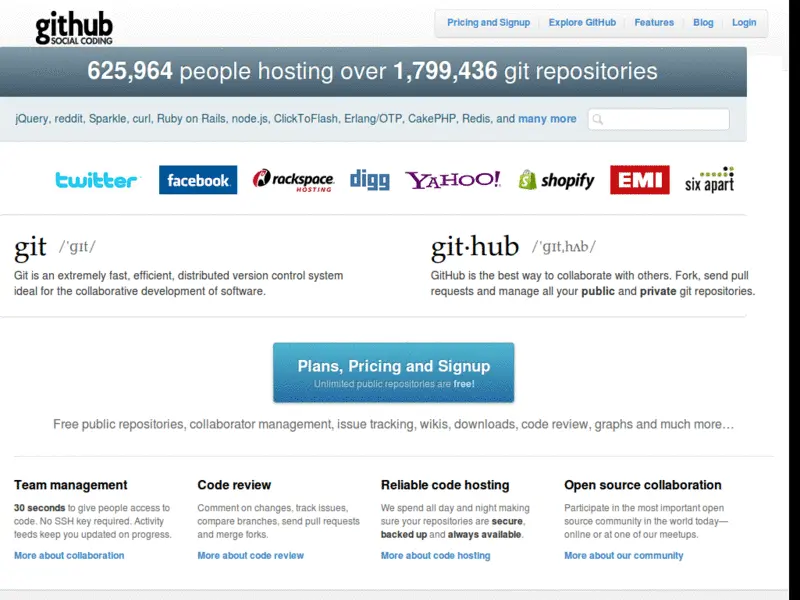 github
SOCIAL CODING
Pricing and Signup
Explore GitHub
Features
Blog
Login
625,964 people hosting over 1,799,436 git repositories
jQuery, reddit, Sparkle, curl, Ruby on Rails, node.js, ClickToFlash, Erlang/OTP, CakePHP, Redis, and many more
twitter
facebook
rackspace
HOSTING
digg
YAHOO!
shopify
EMI
six apart
git /ˈgɪt/
Git is an extremely fast, efficient, distributed version control system
ideal for the collaborative development of software.
git·hub /ˈgɪt,hʌb/
GitHub is the best way to collaborate with others. Fork, send pull
requests and manage all your public and private git repositories.
Plans, Pricing and Signup
Unlimited public repositories are free!
Free public repositories, collaborator management, issue tracking, wikis, downloads, code review, graphs and much more…
Team management
30 seconds to give people access to
code. No SSH key required. Activity
feeds keep you updated on progress.
More about collaboration
Code review
Comment on changes, track issues,
compare branches, send pull requests
and merge forks.
More about code review
Reliable code hosting
We spend all day and night making
sure your repositories are secure,
backed up and always available.
More about code hosting
Open source collaboration
Participate in the most important open
source community in the world today—
online or at one of our meetups.
More about our community